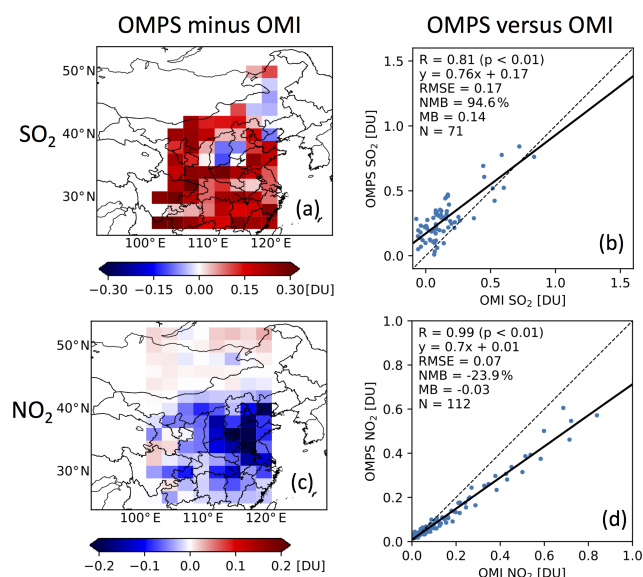 OMPS minus OMI
OMPS versus OMI
SO₂
50°N
40°N
30°N
100°E
110°E
120°E
(a)
−0.30
−0.15
0.00
0.15
0.30[DU]
R = 0.81 (p < 0.01)
y = 0.76x + 0.17
RMSE = 0.17
NMB = 94.6%
MB = 0.14
N = 71
OMPS SO₂ [DU]
1.5
1.0
0.5
0.0
(b)
0.0
0.5
1.0
1.5
OMI SO₂ [DU]
NO₂
50°N
40°N
30°N
100°E
110°E
120°E
(c)
−0.2
−0.1
0.0
0.1
0.2 [DU]
R = 0.99 (p < 0.01)
y = 0.7x + 0.01
RMSE = 0.07
NMB = -23.9%
MB = -0.03
N = 112
OMPS NO₂ [DU]
1.0
0.8
0.6
0.4
0.2
0.0
(d)
0.0
0.2
0.4
0.6
0.8
1.0
OMI NO₂ [DU]